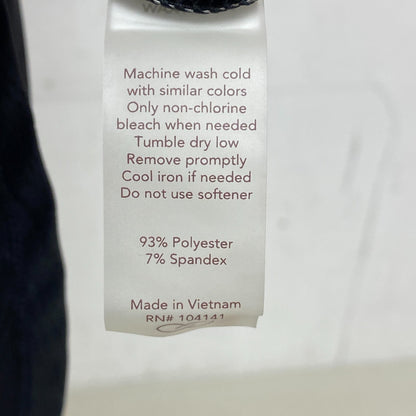 Machine wash cold
with similar colors
Only non-chlorine
bleach when needed
Tumble dry low
Remove promptly
Cool iron if needed
Do not use softener
93% Polyester
7% Spandex
Made in Vietnam
RN# 104141